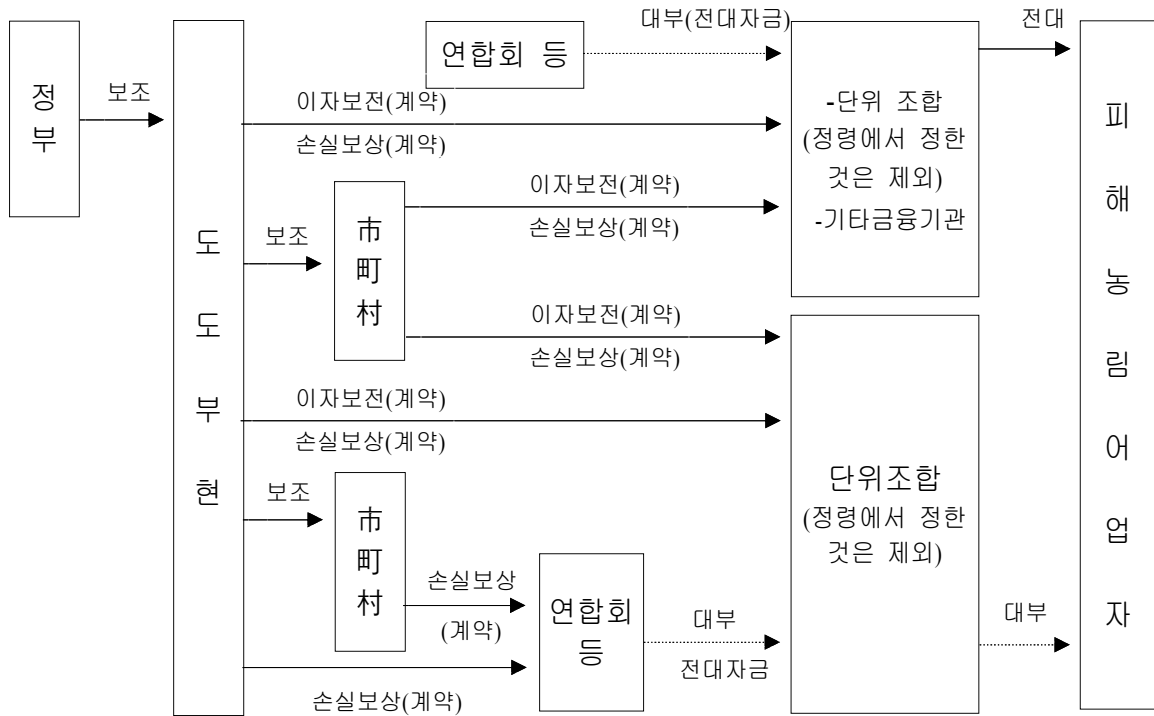 정
부
보조
도
도
부
현
연합회 등
대부(전대자금)
이자보전(계약)
손실보상(계약)
보조
市
町
村
이자보전(계약)
손실보상(계약)
-단위 조합
(정령에서 정한
것은 제외)
-기타금융기관
전대
피
해
농
림
어
업
자
이자보전(계약)
손실보상(계약)
이자보전(계약)
손실보상(계약)
보조
市
町
村
손실보상
(계약)
손실보상(계약)
연합회
등
대부
전대자금
단위조합
(정령에서 정한
것은 제외)
대부